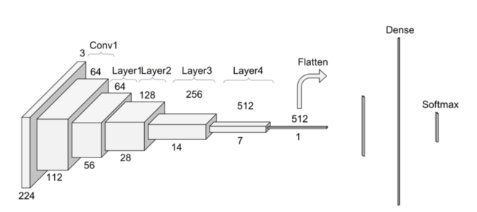 Dense
Conv1
3
Flatten
64
Layer1
Layer2
Layer3
Layer4
64
128
256
512
Softmax
512
1
7
14
28
56
112
224